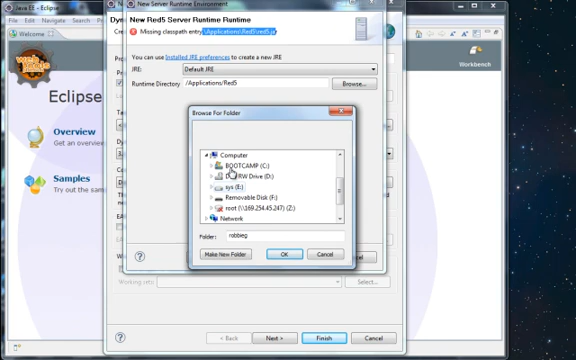 Java EE - Eclipse
New Server Runtime Environment
File Edit Navigate Search
Welcome
New Red5 Server Runtime Runtime
Missing classpath entry \Applications\Red5\red5.jar
You can use Installed JRE preferences to create a new JRE
JRE: Default JRE
Runtime Directory /Applications/Red5 Browse...
Workbench
Eclipse
Overview
Get an
Samples
Try out the sam
Browse For Folder
Computer
BOOTCAMP (C:)
RW Drive (D:)
sys (E:)
Removable Disk (F:)
root (\\169.254.45.247) (Z:)
Network
Folder: robbieg
Make New Folder OK Cancel
Working sets: Select...
< Back Next > Finish Cancel